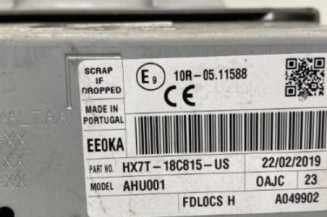 SCRAP IF DROPPED
E9 10R-05.11588
CE
MADE IN PORTUGAL
EE0KA
PART NO. HX7T-18C815-US 22/02/2019
MODEL AHU001 OAJC 23
FDLOCS H A049902